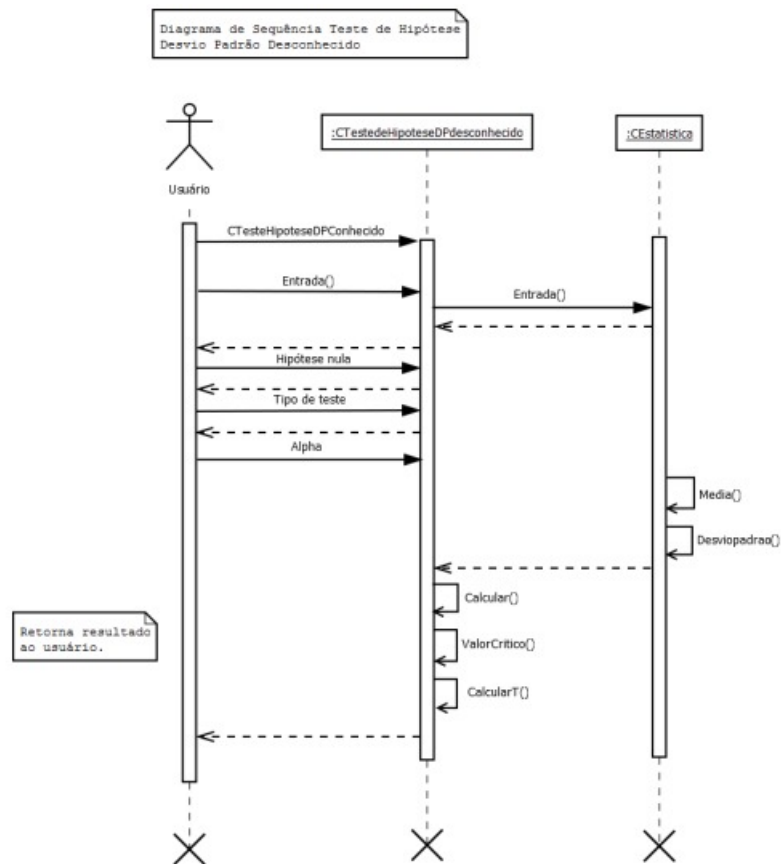 Diagrama de Sequência Teste de Hipótese
Desvio Padrão Desconhecido
:CTestedeHipoteseDPdesconhecido
:CEstatistica
Usuário
CTesteHipoteseDPConhecido
Entrada()
Entrada()
Hipótese nula
Tipo de teste
Alpha
Media()
Desviopadrao()
Calcular()
Retorna resultado
ao usuário.
ValorCritico()
CalcularT()